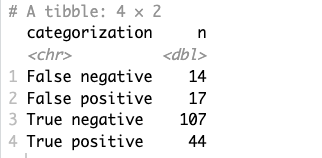 # A tibble: 4 × 2
categorization n
<chr> <dbl>
1 False negative 14
2 False positive 17
3 True negative 107
4 True positive 44